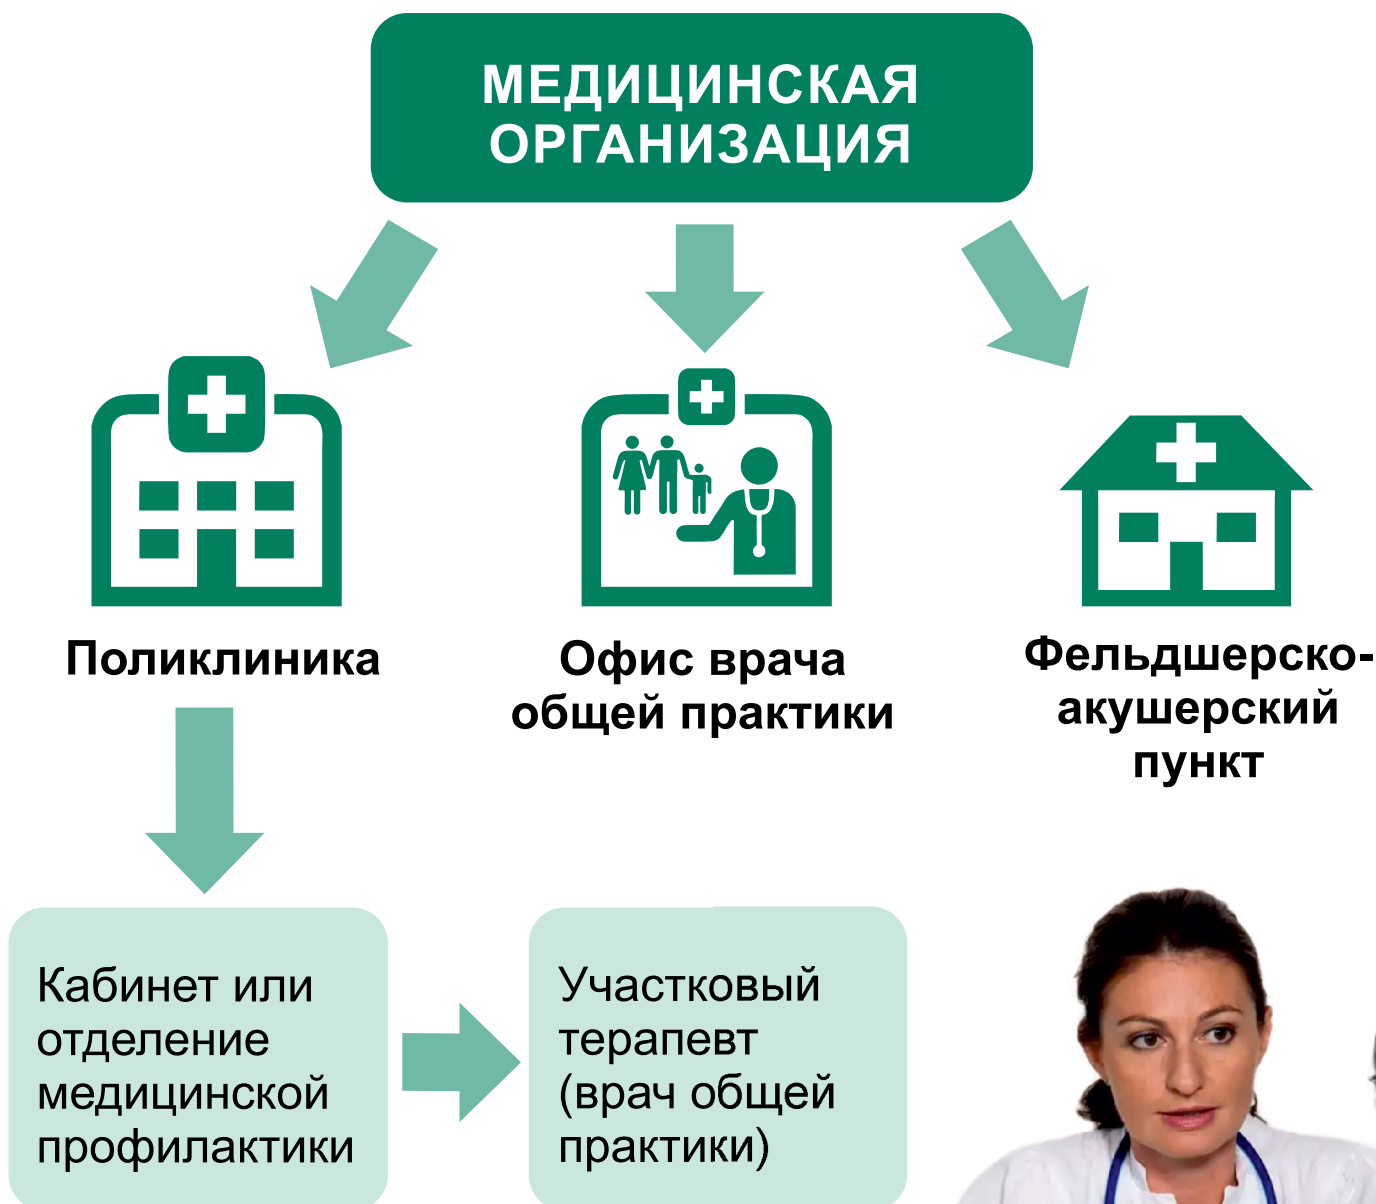 МЕДИЦИНСКАЯ
ОРГАНИЗАЦИЯ
Поликлиника
Офис врача
общей практики
Фельдшерско-
акушерский
пункт
Кабинет или
отделение
медицинской
профилактики
Участковый
терапевт
(врач общей
практики)